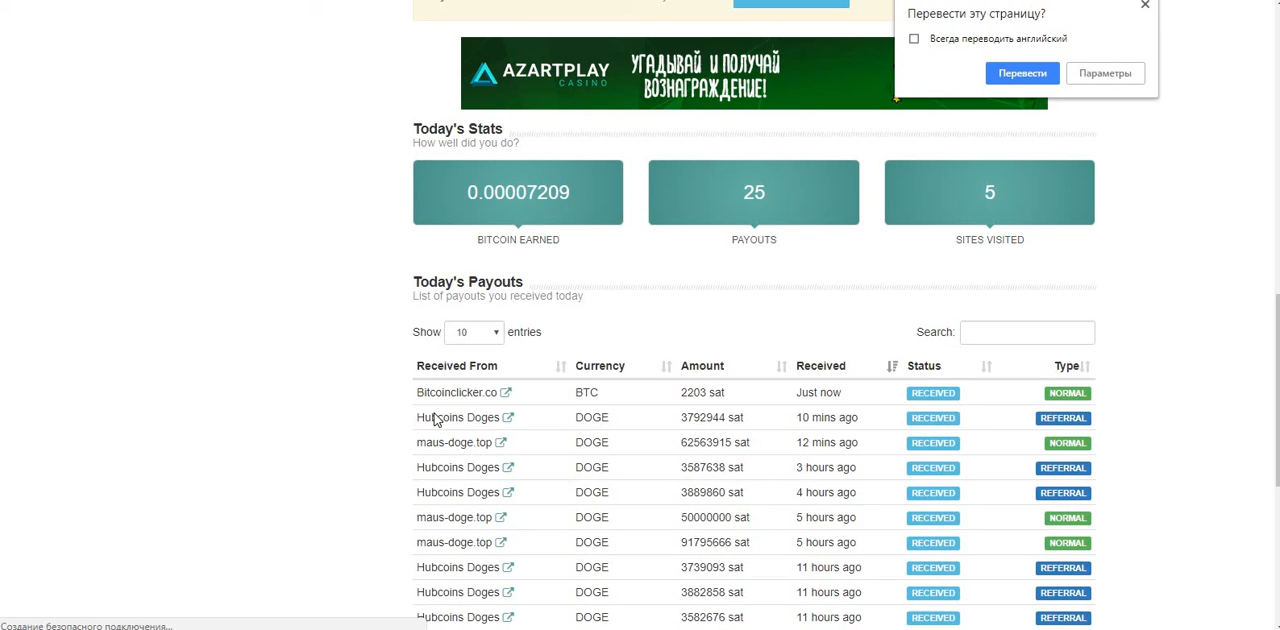 Перевести эту страницу?
Всегда переводить английский
Перевести Параметры
AZARTPLAY
CASINO
УГАДЫВАЙ И ПОЛУЧАЙ
ВОЗНАГРАЖДЕНИЕ!
Today's Stats
How well did you do?
0.00007209 25 5
BITCOIN EARNED PAYOUTS SITES VISITED
Today's Payouts
List of payouts you received today
Show 10 entries Search:
Received From Currency Amount Received Status Type
Bitcoinclicker.co BTC 2203 sat Just now RECEIVED NORMAL
Hubcoins Doges DOGE 3792944 sat 10 mins ago RECEIVED REFERRAL
maus-doge.top DOGE 62563915 sat 12 mins ago RECEIVED NORMAL
Hubcoins Doges DOGE 3587638 sat 3 hours ago RECEIVED REFERRAL
Hubcoins Doges DOGE 3889860 sat 4 hours ago RECEIVED REFERRAL
maus-doge.top DOGE 50000000 sat 5 hours ago RECEIVED NORMAL
maus-doge.top DOGE 91795666 sat 5 hours ago RECEIVED NORMAL
Hubcoins Doges DOGE 3739093 sat 11 hours ago RECEIVED REFERRAL
Hubcoins Doges DOGE 3882858 sat 11 hours ago RECEIVED REFERRAL
Hubcoins Doges DOGE 3582676 sat 11 hours ago RECEIVED REFERRAL
Создание безопасного подключения...